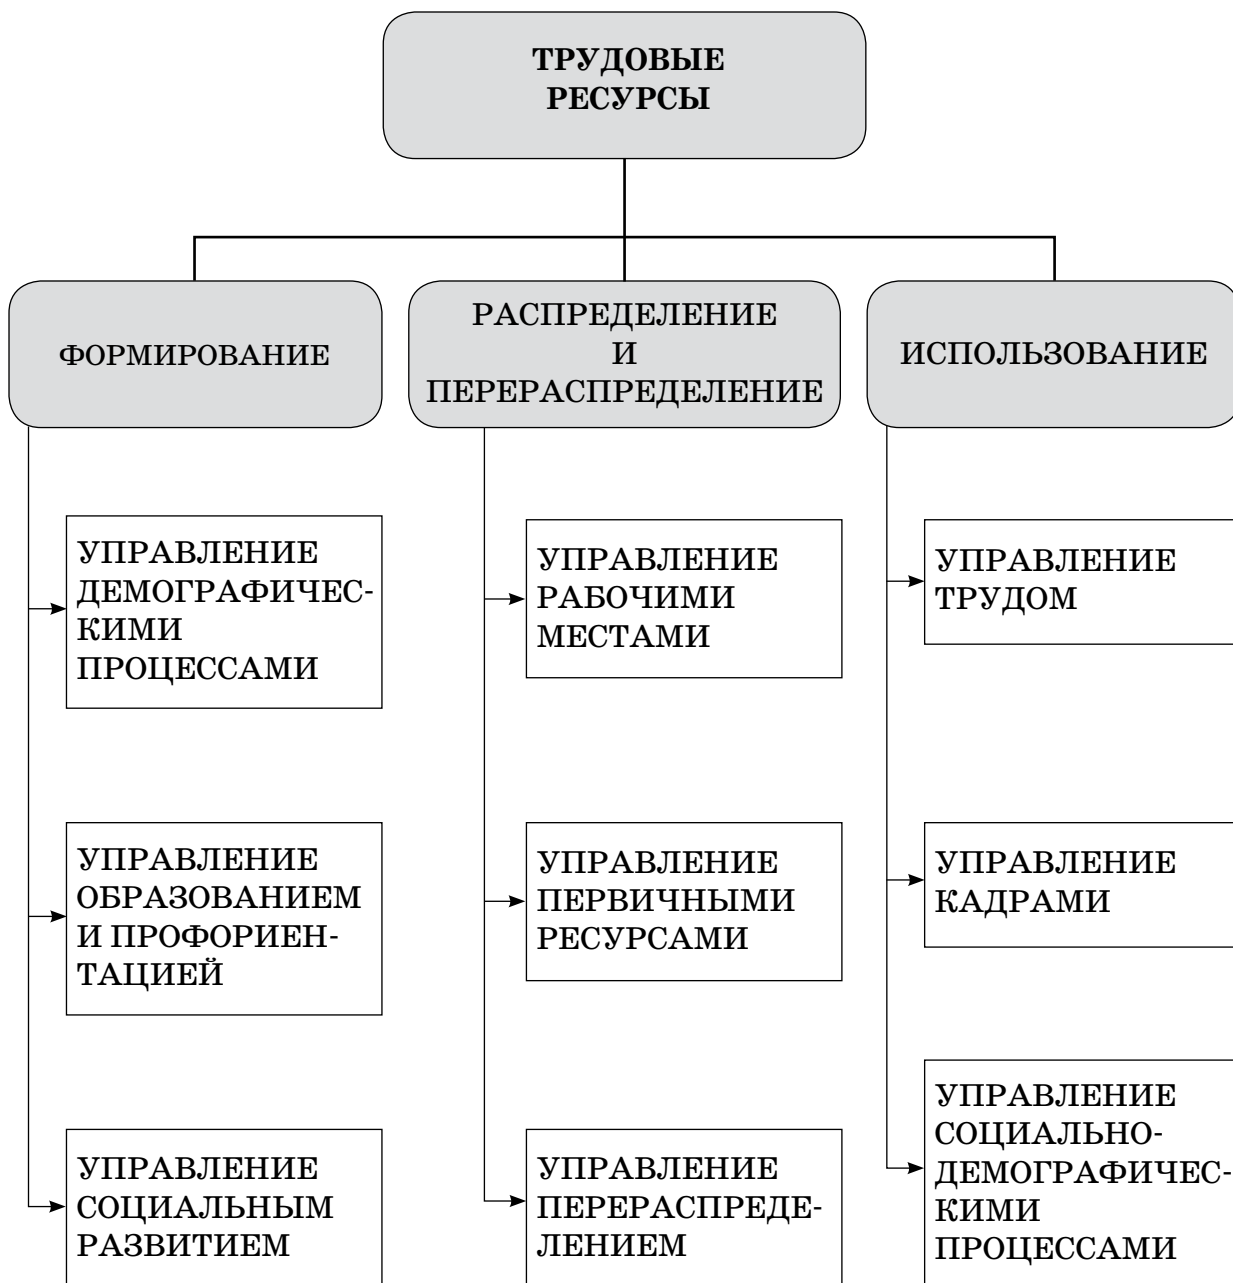 ТРУДОВЫЕ
РЕСУРСЫ
ФОРМИРОВАНИЕ
РАСПРЕДЕЛЕНИЕ
И
ПЕРЕРАСПРЕДЕЛЕНИЕ
ИСПОЛЬЗОВАНИЕ
УПРАВЛЕНИЕ
ДЕМОГРАФИЧЕС-
КИМИ
ПРОЦЕССАМИ
УПРАВЛЕНИЕ
ОБРАЗОВАНИЕМ
И ПРОФОРИЕН-
ТАЦИЕЙ
УПРАВЛЕНИЕ
СОЦИАЛЬНЫМ
РАЗВИТИЕМ
УПРАВЛЕНИЕ
РАБОЧИМИ
МЕСТАМИ
УПРАВЛЕНИЕ
ПЕРВИЧНЫМИ
РЕСУРСАМИ
УПРАВЛЕНИЕ
ПЕРЕРАСПРЕДЕ-
ЛЕНИЕМ
УПРАВЛЕНИЕ
ТРУДОМ
УПРАВЛЕНИЕ
КАДРАМИ
УПРАВЛЕНИЕ
СОЦИАЛЬНО-
ДЕМОГРАФИЧЕС-
КИМИ
ПРОЦЕССАМИ